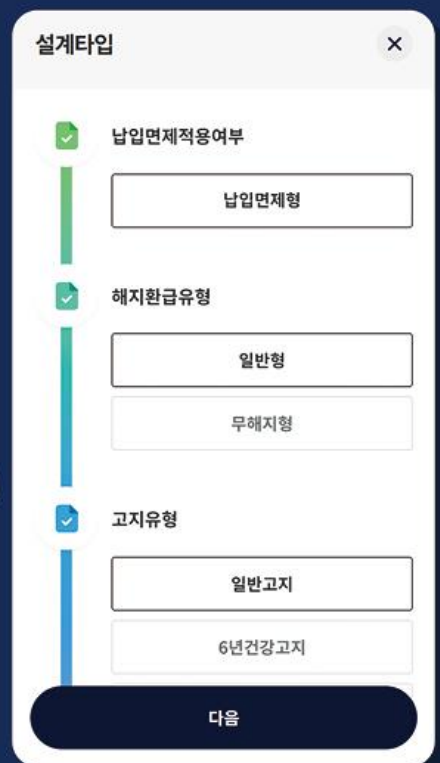 설계타입
납입면제적용여부
납입면제형
해지환급유형
일반형
무해지형
고지유형
일반고지
6년건강고지
다음